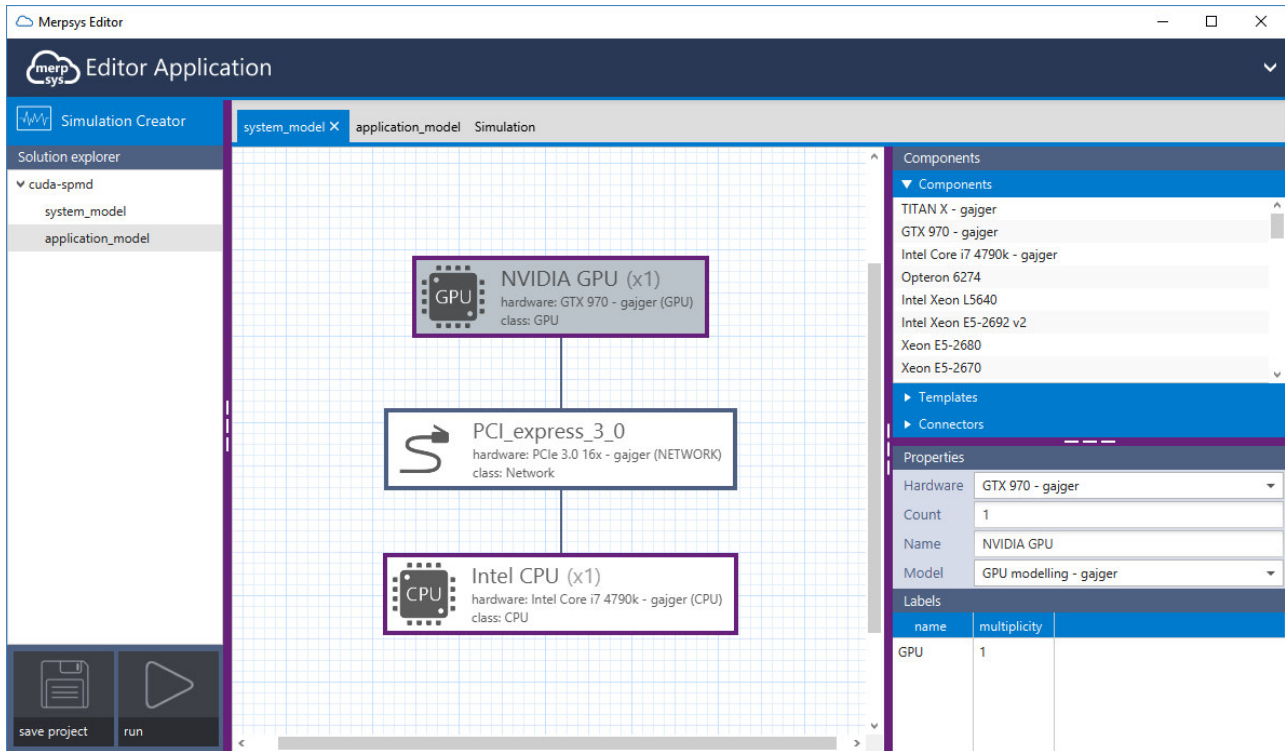 Merpsys Editor
merp
sys
Editor Application
Simulation Creator
Solution explorer
cuda-spmd
system_model
application_model
save project
run
system_model
application_model
Simulation
NVIDIA GPU (x1)
GPU
hardware: GTX 970 - gajger (GPU)
class: GPU
PCI_express_3_0
hardware: PCIe 3.0 16x - gajger (NETWORK)
class: Network
Intel CPU (x1)
CPU
hardware: Intel Core i7 4790k - gajger (CPU)
class: CPU
Components
Components
TITAN X - gajger
GTX 970 - gajger
Intel Core i7 4790k - gajger
Opteron 6274
Intel Xeon L5640
Intel Xeon E5-2692 v2
Xeon E5-2680
Xeon E5-2670
Templates
Connectors
Properties
Hardware GTX 970 - gajger
Count 1
Name NVIDIA GPU
Model GPU modelling - gajger
Labels
name multiplicity
GPU 1